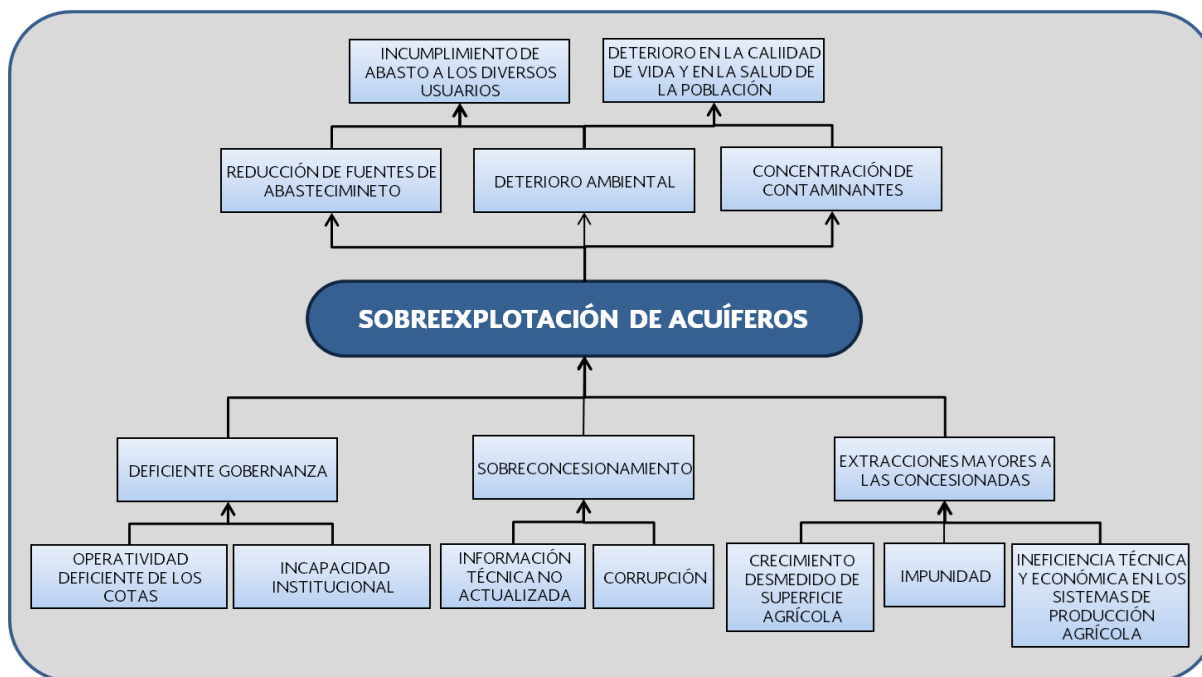 INCUMPLIMIENTO DE
ABASTO A LOS DIVERSOS
USUARIOS
DETERIORO EN LA CALIIDAD
DE VIDA Y EN LA SALUD DE
LA POBLACIÓN
REDUCCIÓN DE FUENTES DE
ABASTECIMINETO
DETERIORO AMBIENTAL
CONCENTRACIÓN DE
CONTAMINANTES
SOBREEXPLOTACIÓN DE ACUÍFEROS
DEFICIENTE GOBERNANZA
SOBRECONCESIONAMIENTO
EXTRACCIONES MAYORES A
LAS CONCESIONADAS
OPERATIVIDAD
DEFICIENTE DE LOS
COTAS
INCAPACIDAD
INSTITUCIONAL
INFORMACIÓN
TÉCNICA NO
ACTUALIZADA
CORRUPCIÓN
CRECIMIENTO
DESMEDIDO DE
SUPERFICIE
AGRÍCOLA
IMPUNIDAD
INEFICIENCIA TÉCNICA
Y ECONÓMICA EN LOS
SISTEMAS DE
PRODUCCIÓN
AGRÍCOLA